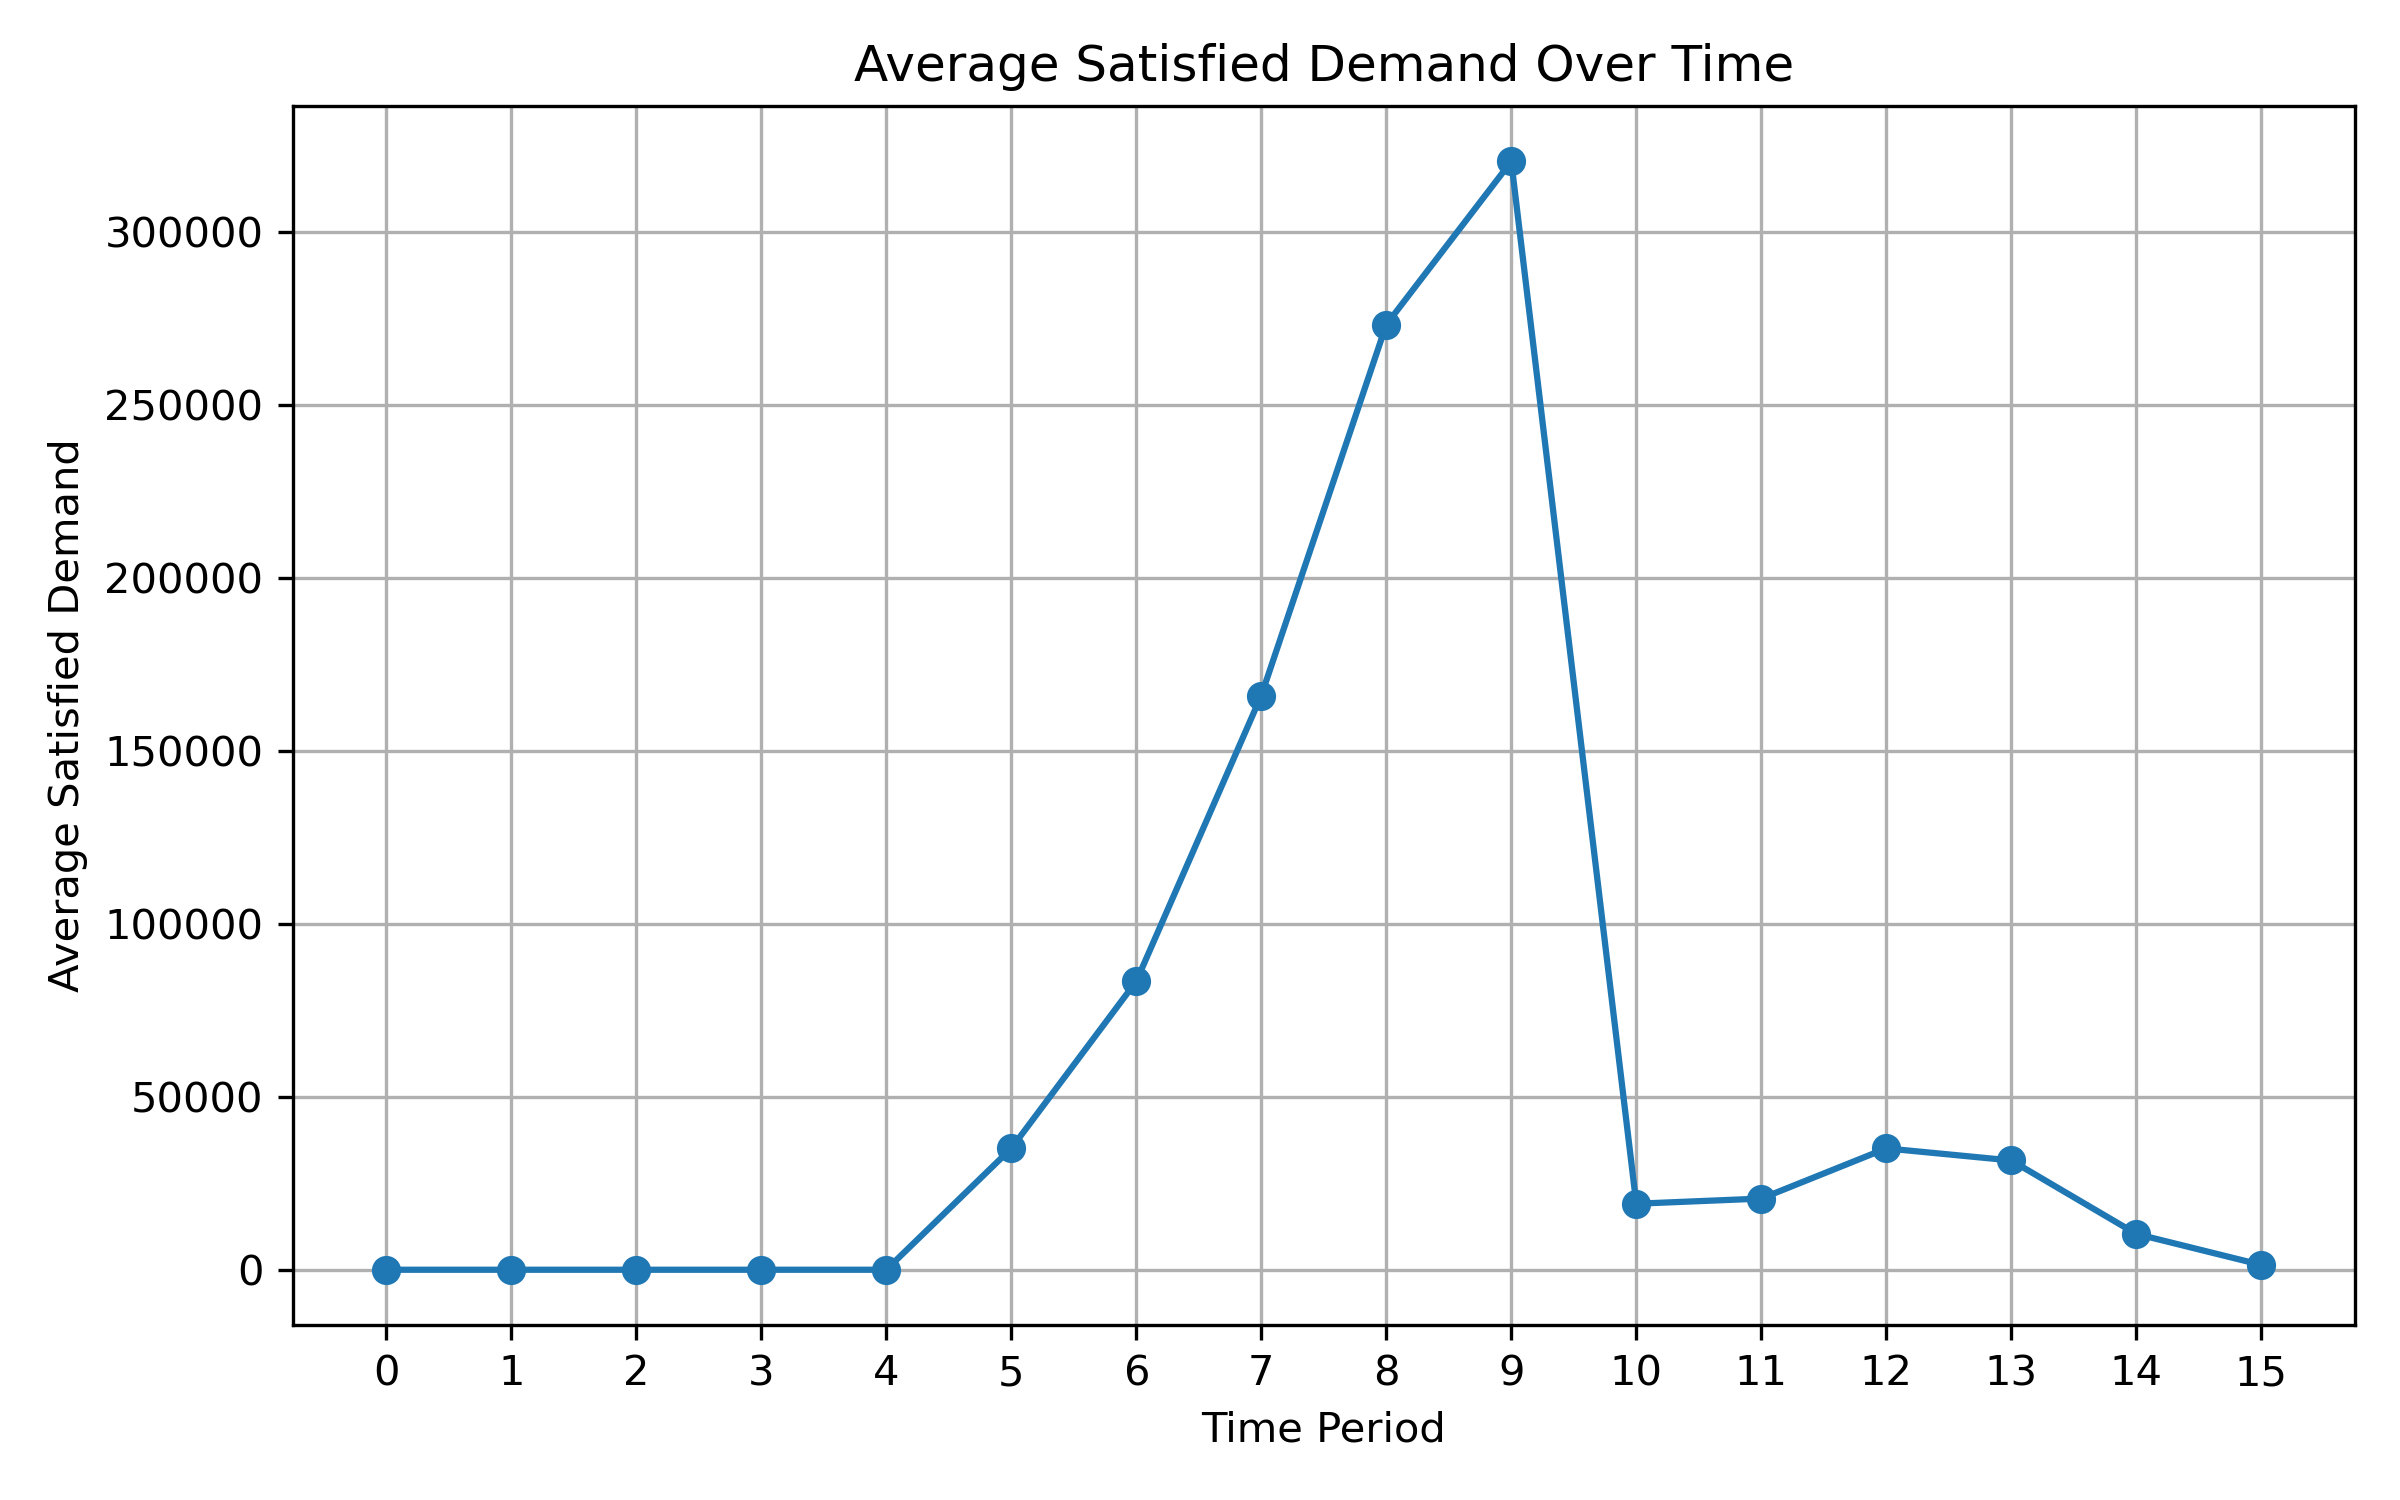 Average Satisfied Demand Over Time
Average Satisfied Demand
300000
250000
200000
150000
100000
50000
0
0 1 2 3 4 5 6 7 8 9 10 11 12 13 14 15
Time Period